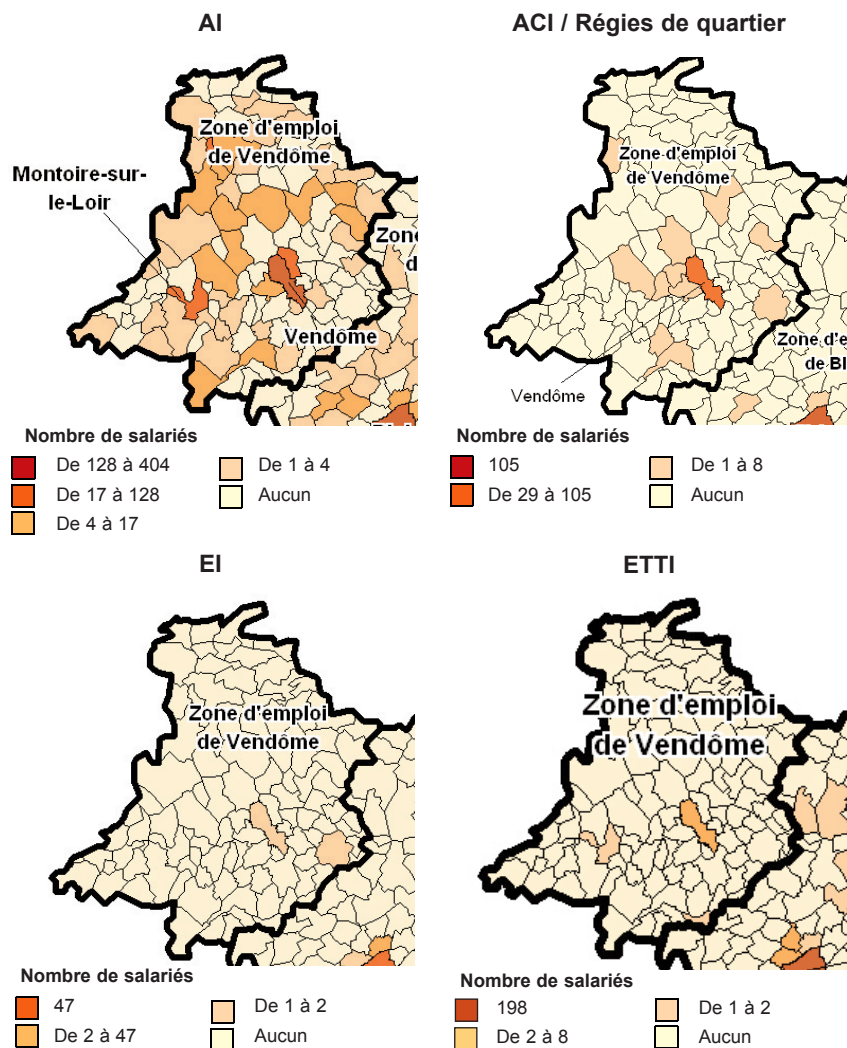 AI
Zone d'emploi
de Vendôme
Montoire-sur-
le-Loir
Zone
d
Vendôme
Nombre de salariés
De 128 à 404
De 17 à 128
De 4 à 17
De 1 à 4
Aucun
ACI / Régies de quartier
Zone d'emploi
de Vendôme
Zone d'e
de Bl
Vendôme
Nombre de salariés
105
De 29 à 105
De 1 à 8
Aucun
EI
Zone d'emploi
de Vendôme
Nombre de salariés
47
De 2 à 47
De 1 à 2
Aucun
ETTI
Zone d'emploi
de Vendôme
Nombre de salariés
198
De 2 à 8
De 1 à 2
Aucun